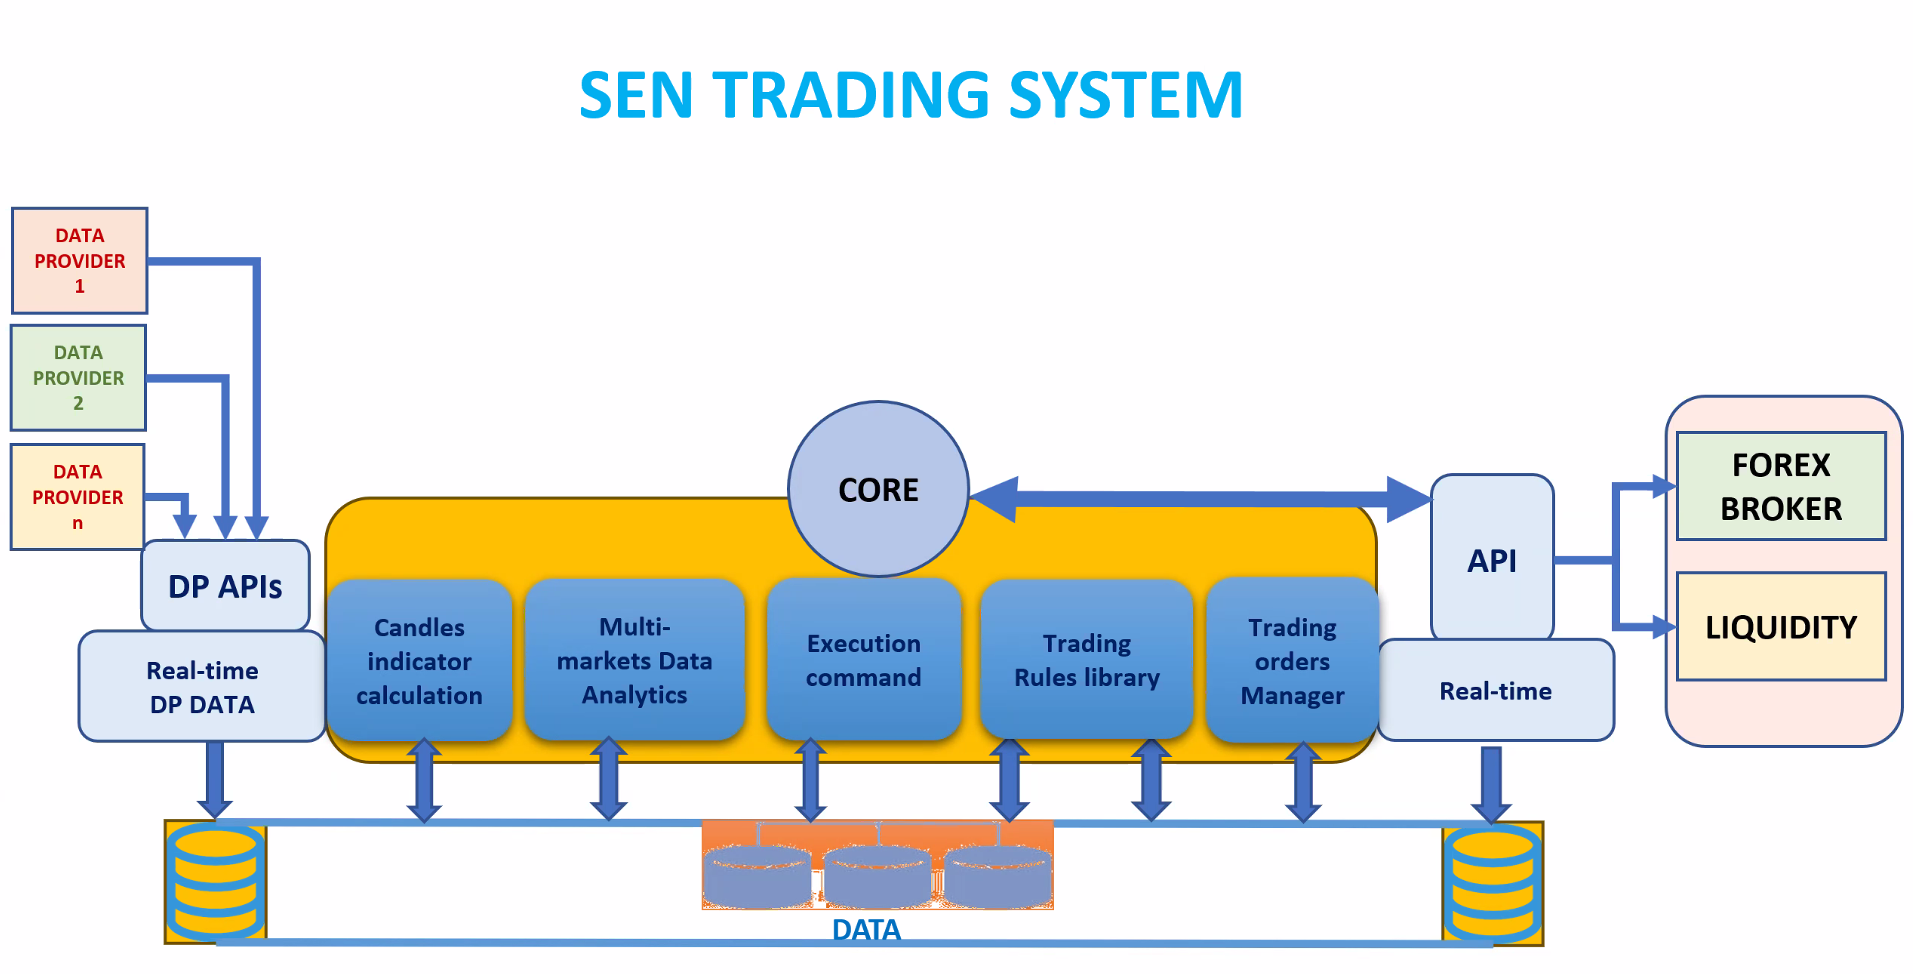 SEN TRADING SYSTEM
DATA
PROVIDER
1
DATA
PROVIDER
2
DATA
PROVIDER
n
DP APIs
Real-time
DP DATA
CORE
Candles
indicator
calculation
Multi-
markets Data
Analytics
Execution
command
Trading
Rules library
Trading
orders
Manager
API
Real-time
FOREX
BROKER
LIQUIDITY
DATA